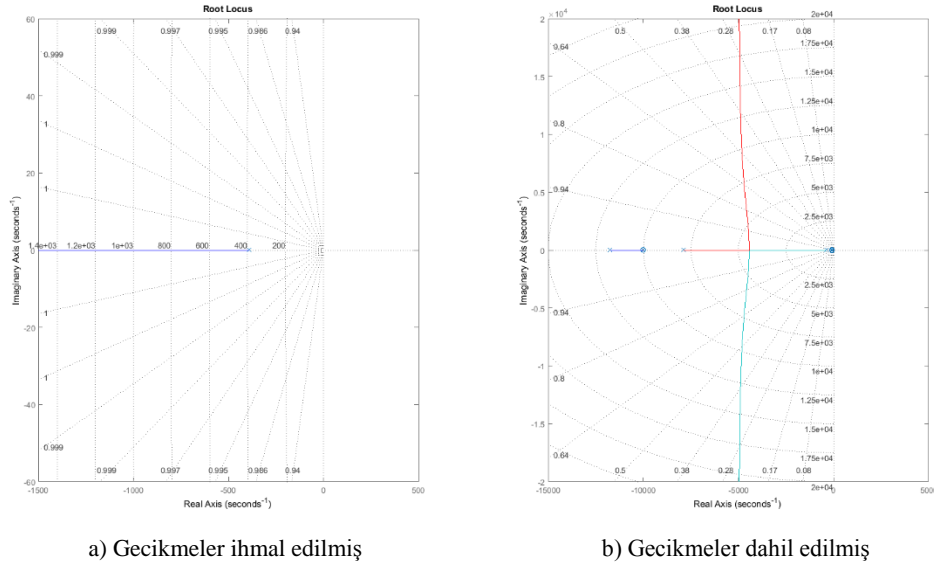 Root Locus
60
40
20
0
-20
-40
-60
Imaginary Axis (seconds⁻¹)
0.999
0.997
0.995
0.986
0.94
0.999
1
1
1.4e+03
1.2e+03
1e+03
800
600
400
200
1
1
0.999
0.999
0.997
0.995
0.986
0.94
-1500
-1000
-500
0
500
Real Axis (seconds⁻¹)
a) Gecikmeler ihmal edilmiş
Root Locus
×10⁴
2
1.5
1
0.5
0
-0.5
-1
-1.5
-2
Imaginary Axis (seconds⁻¹)
0.5
0.38
0.28
0.17
0.08
2e+04
0.64
1.75e+04
1.5e+04
1.25e+04
0.8
1e+04
7.5e+03
0.94
5e+03
2.5e+03
2.5e+03
5e+03
0.94
7.5e+03
1e+04
0.8
1.25e+04
1.5e+04
0.64
1.75e+04
0.5
0.38
0.28
0.17
0.08
2e+04
-15000
-10000
-5000
0
5000
Real Axis (seconds⁻¹)
b) Gecikmeler dahil edilmiş